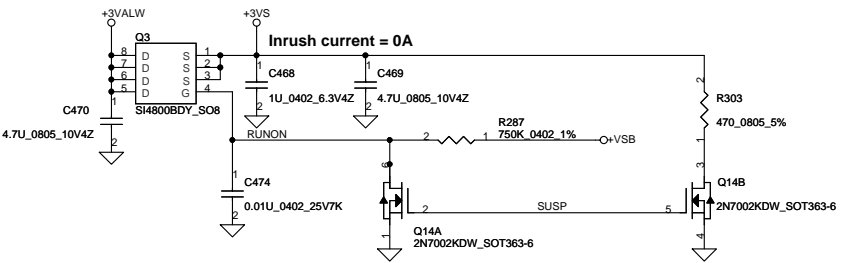 +3VALW
+3VS
Q3
Inrush current = 0A
8 D S 1
7 D S 2
6 D S 3
5 D G 4
SI4800BDY_SO8
C470
1
2
4.7U_0805_10V4Z
1
C468
1U_0402_6.3V4Z
2
1
C469
4.7U_0805_10V4Z
2
2
R303
470_0805_5%
1
RUNON
2
R287
1
750K_0402_1%
+VSB
1
C474
0.01U_0402_25V7K
2
6
2
1
Q14A
2N7002KDW_SOT363-6
SUSP
3
5
4
Q14B
2N7002KDW_SOT363-6